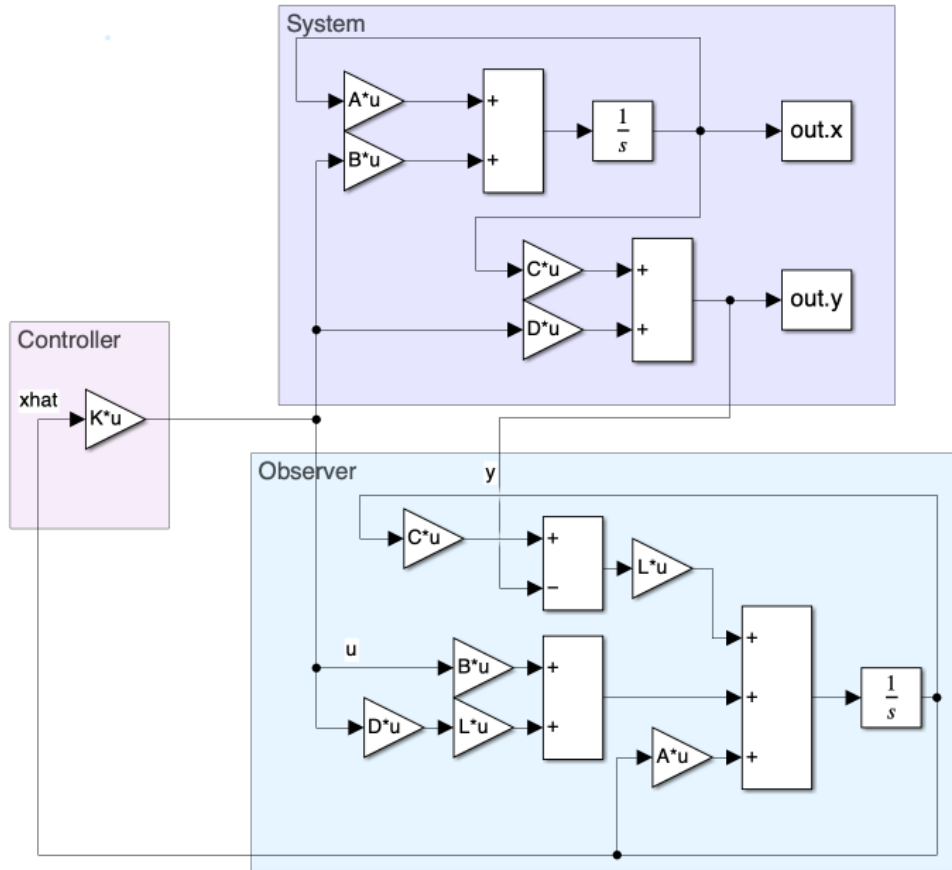 System
A*u
+
1
s
out.x
B*u
+
C*u
+
out.y
D*u
+
Controller
xhat
K*u
Observer
y
C*u
+
L*u
−
+
u
B*u
+
+
1
s
D*u
L*u
+
A*u
+